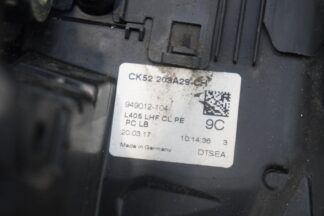 CK52 203A29-CH
949012-104
L405 LHF CL PE
PC LB
9C
20.03.17 10:14:36 3
Made in Germany DTSEA